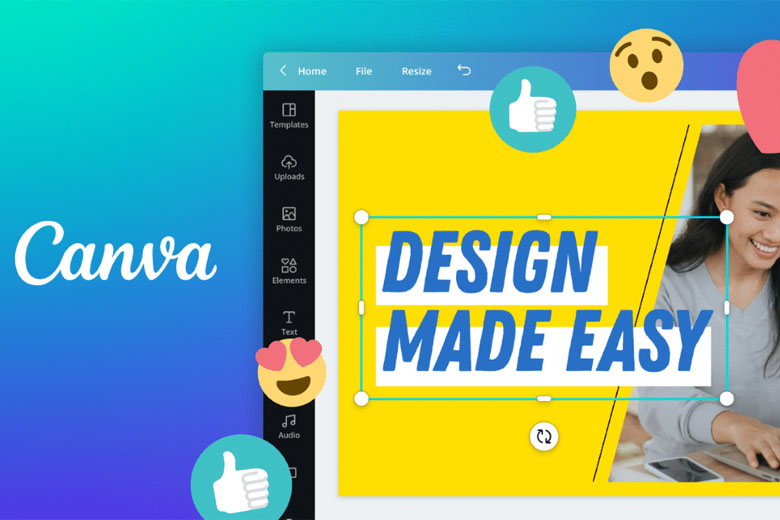 Canva
Home File Resize
Templates
Uploads
Photos
Elements
Text
Audio
DESIGN
MADE EASY